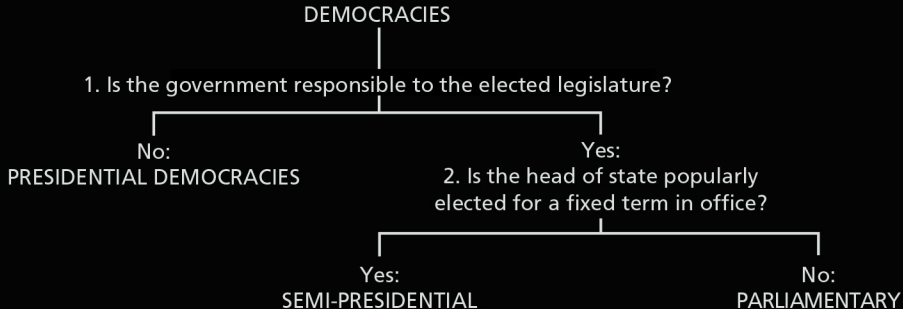 DEMOCRACIES
1. Is the government responsible to the elected legislature?
No:
PRESIDENTIAL DEMOCRACIES
Yes:
2. Is the head of state popularly
elected for a fixed term in office?
Yes:
SEMI-PRESIDENTIAL
No:
PARLIAMENTARY